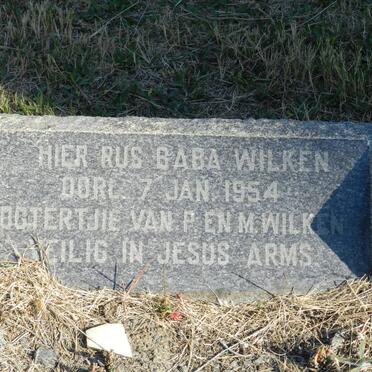 HIER RUS BABA WILKEN
OORL. 7 JAN. 1954
DOGTERTJIE VAN P. EN M. WILKEN
VEILIG IN JESUS ARMS.